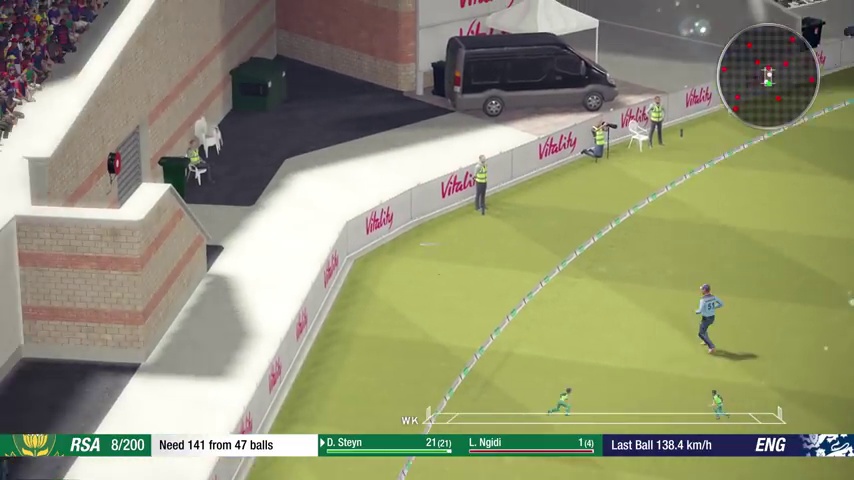 Vitality
Vitality
Vitality
Vitality
Vitality
Vitality
51
WK
RSA 8/200 Need 141 from 47 balls D. Steyn 21 (21) L. Ngidi 1 (4) Last Ball 138.4 km/h ENG